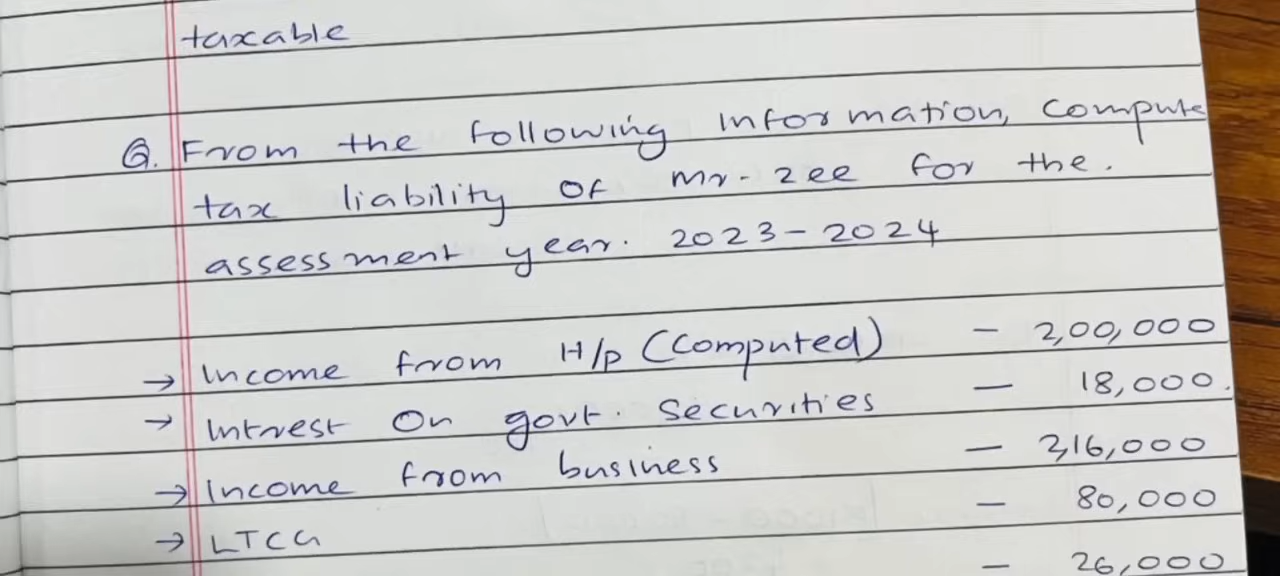 taxable
Q. From the following information, compute
tax liability of Mr. Zee for the.
assessment year. 2023-2024
→ Income from H/p (Computed) - 2,00,000
→ Intrest On govt. Securities - 18,000.
→ Income from business - 2,16,000
→ LTCG - 80,000
- 26,000